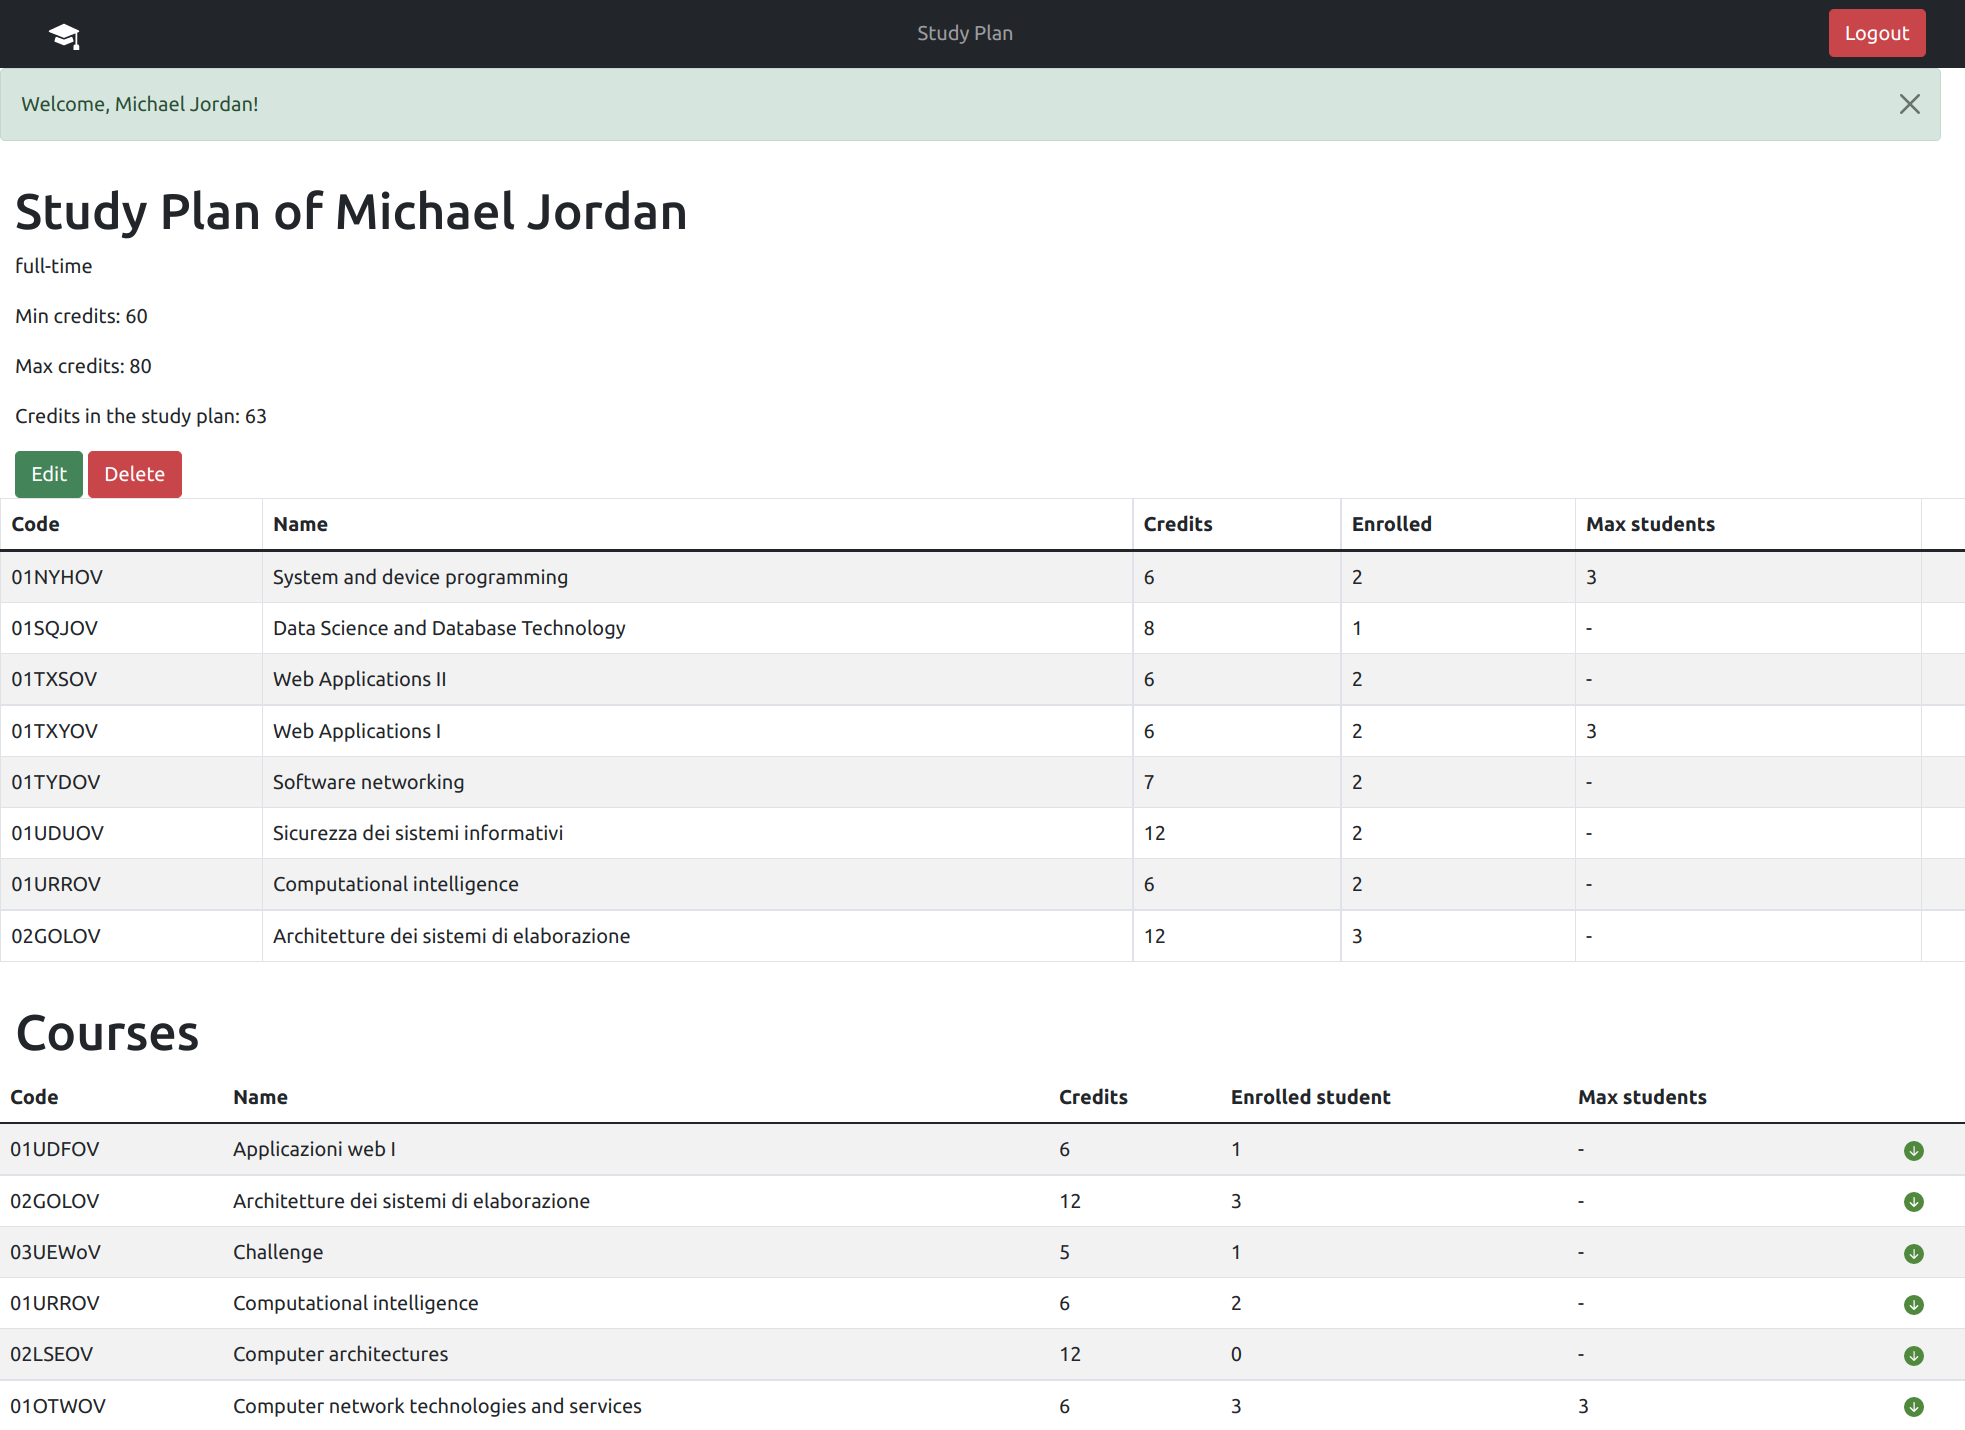 Study Plan Logout
Welcome, Michael Jordan!
Study Plan of Michael Jordan
full-time
Min credits: 60
Max credits: 80
Credits in the study plan: 63
Edit Delete
Code Name Credits Enrolled Max students
01NYHOV System and device programming 6 2 3
01SQJOV Data Science and Database Technology 8 1 -
01TXSOV Web Applications II 6 2 -
01TXYOV Web Applications I 6 2 3
01TYDOV Software networking 7 2 -
01UDUOV Sicurezza dei sistemi informativi 12 2 -
01URROV Computational intelligence 6 2 -
02GOLOV Architetture dei sistemi di elaborazione 12 3 -
Courses
Code Name Credits Enrolled student Max students
01UDFOV Applicazioni web I 6 1 -
02GOLOV Architetture dei sistemi di elaborazione 12 3 -
03UEWoV Challenge 5 1 -
01URROV Computational intelligence 6 2 -
02LSEOV Computer architectures 12 0 -
01OTWOV Computer network technologies and services 6 3 3